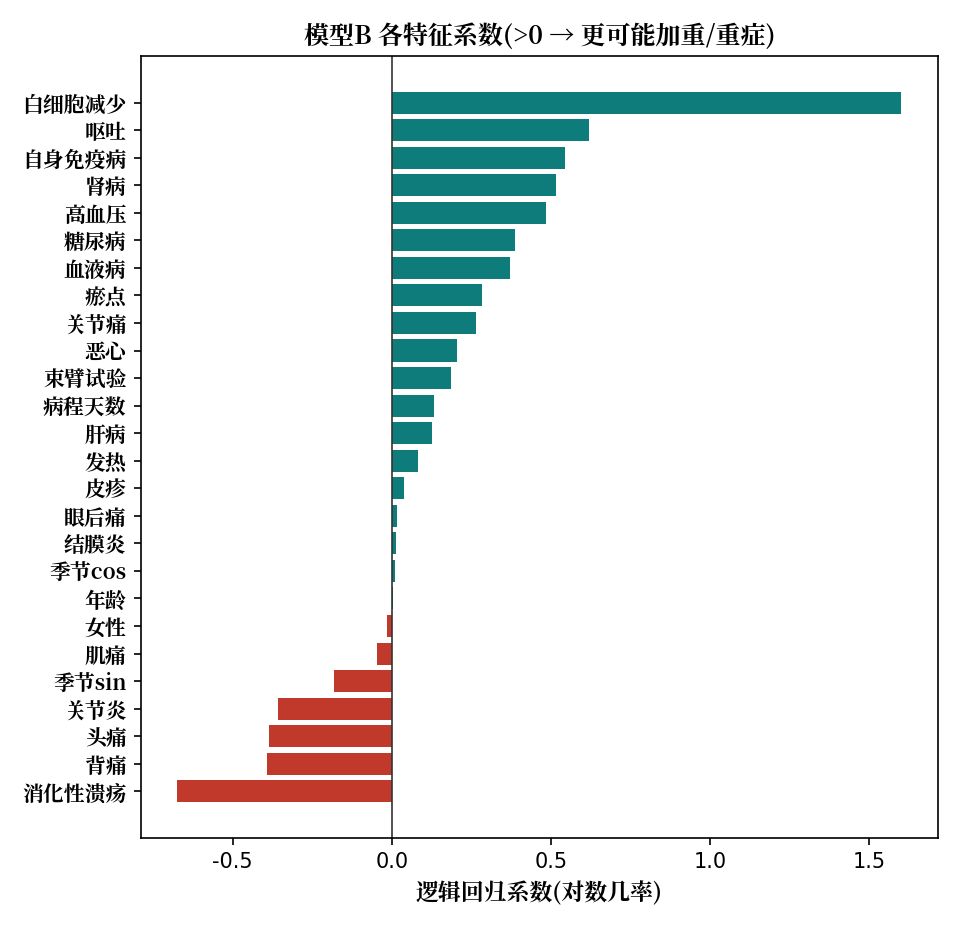 模型B 各特征系数(>0 → 更可能加重/重症)
白细胞减少
呕吐
自身免疫病
肾病
高血压
糖尿病
血液病
瘀点
关节痛
恶心
束臂试验
病程天数
肝病
发热
皮疹
眼后痛
结膜炎
季节cos
年龄
女性
肌痛
季节sin
关节炎
头痛
背痛
消化性溃疡
-0.5 0.0 0.5 1.0 1.5
逻辑回归系数(对数几率)